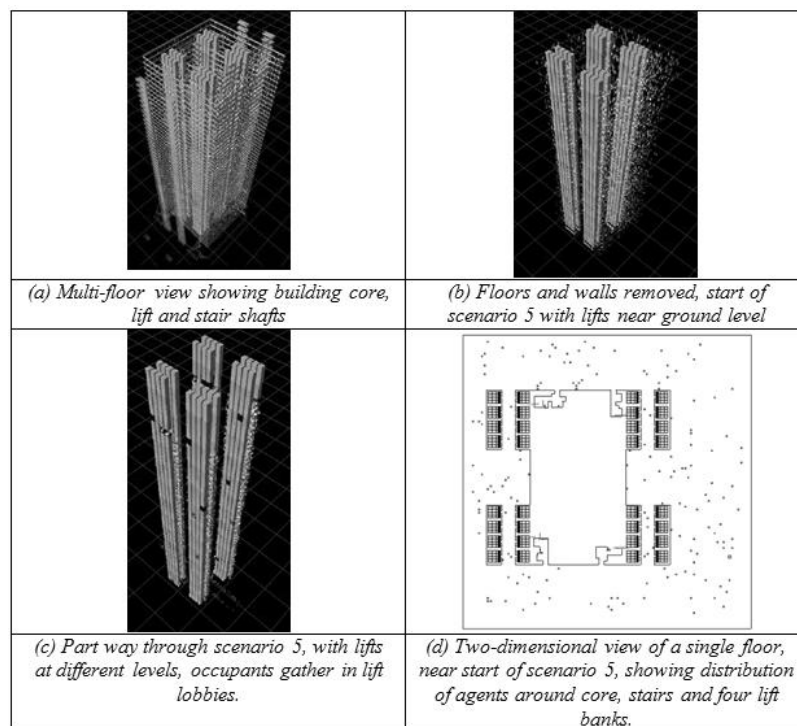 (a) Multi-floor view showing building core,
lift and stair shafts
(b) Floors and walls removed, start of
scenario 5 with lifts near ground level
(c) Part way through scenario 5, with lifts
at different levels, occupants gather in lift
lobbies.
(d) Two-dimensional view of a single floor,
near start of scenario 5, showing distribution
of agents around core, stairs and four lift
banks.